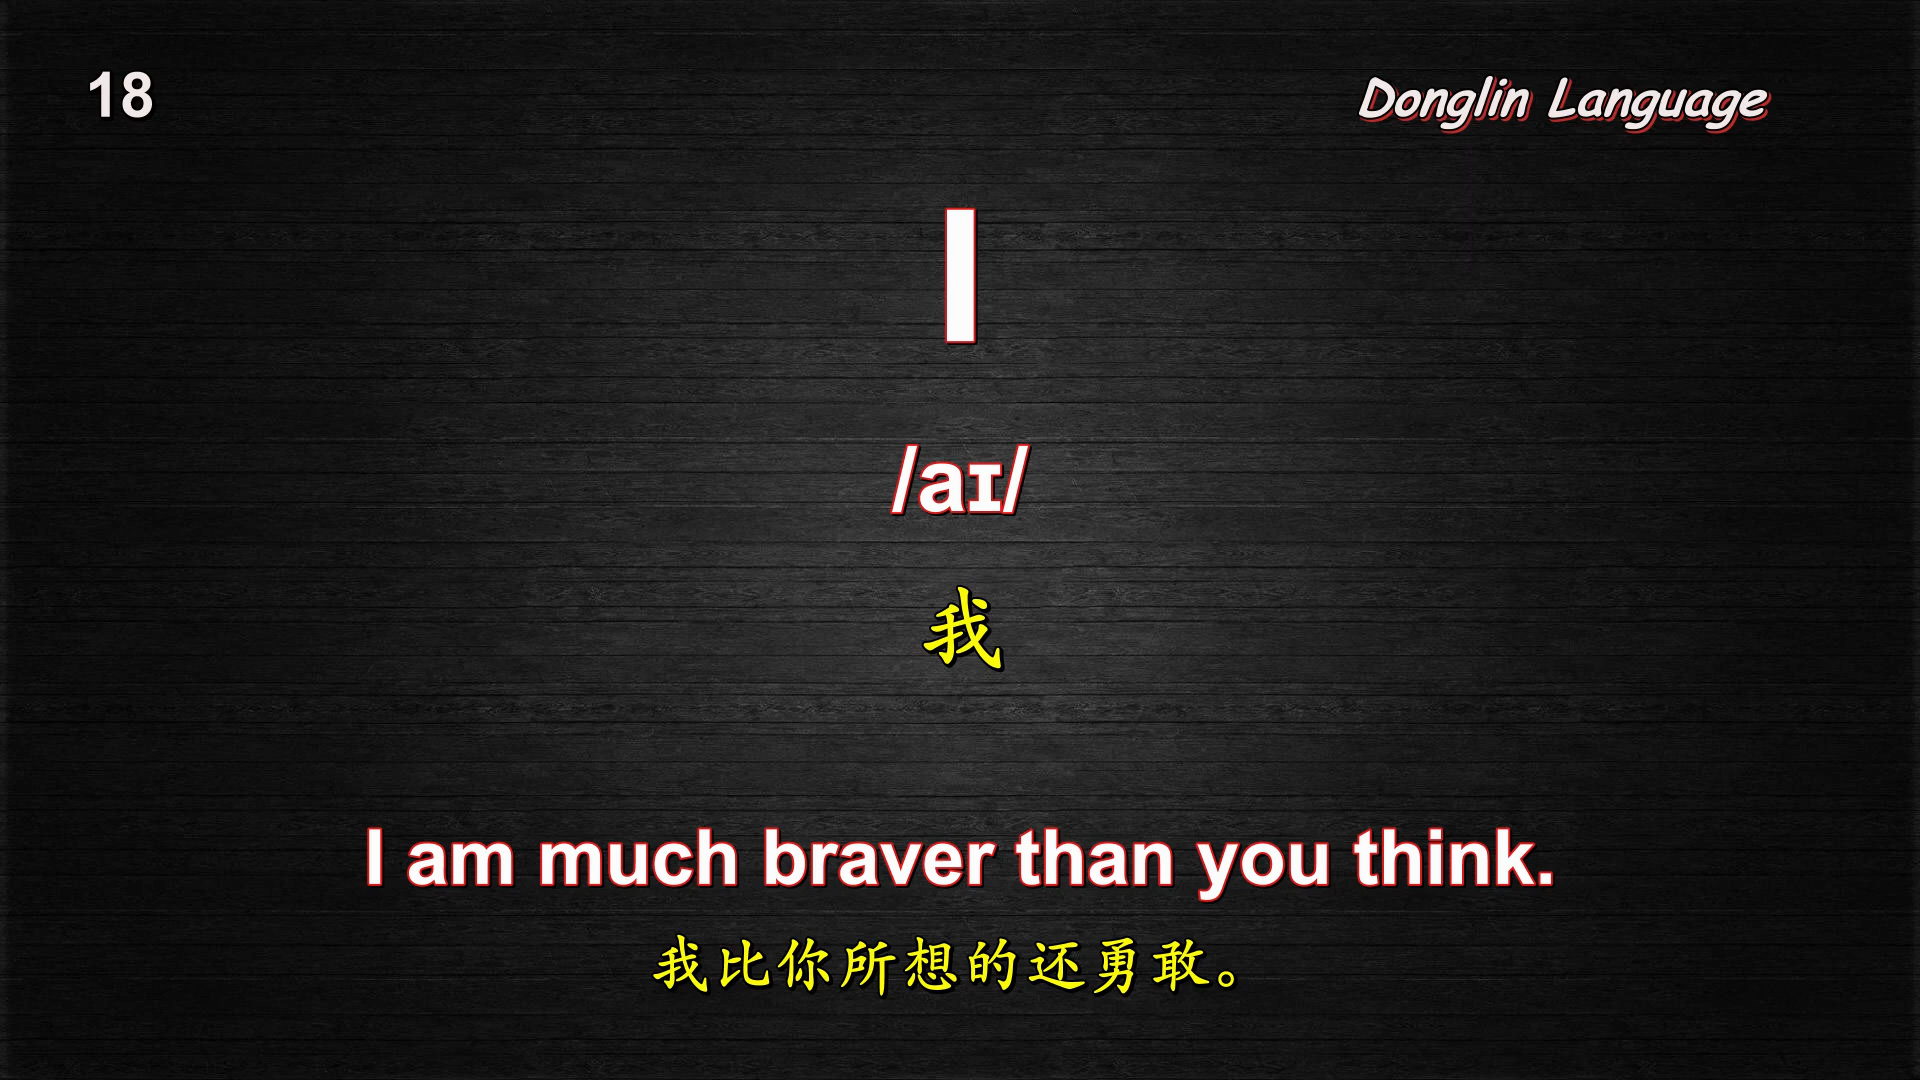 18
Donglin Language
I
/aɪ/
我
I am much braver than you think.
我比你所想的还勇敢。